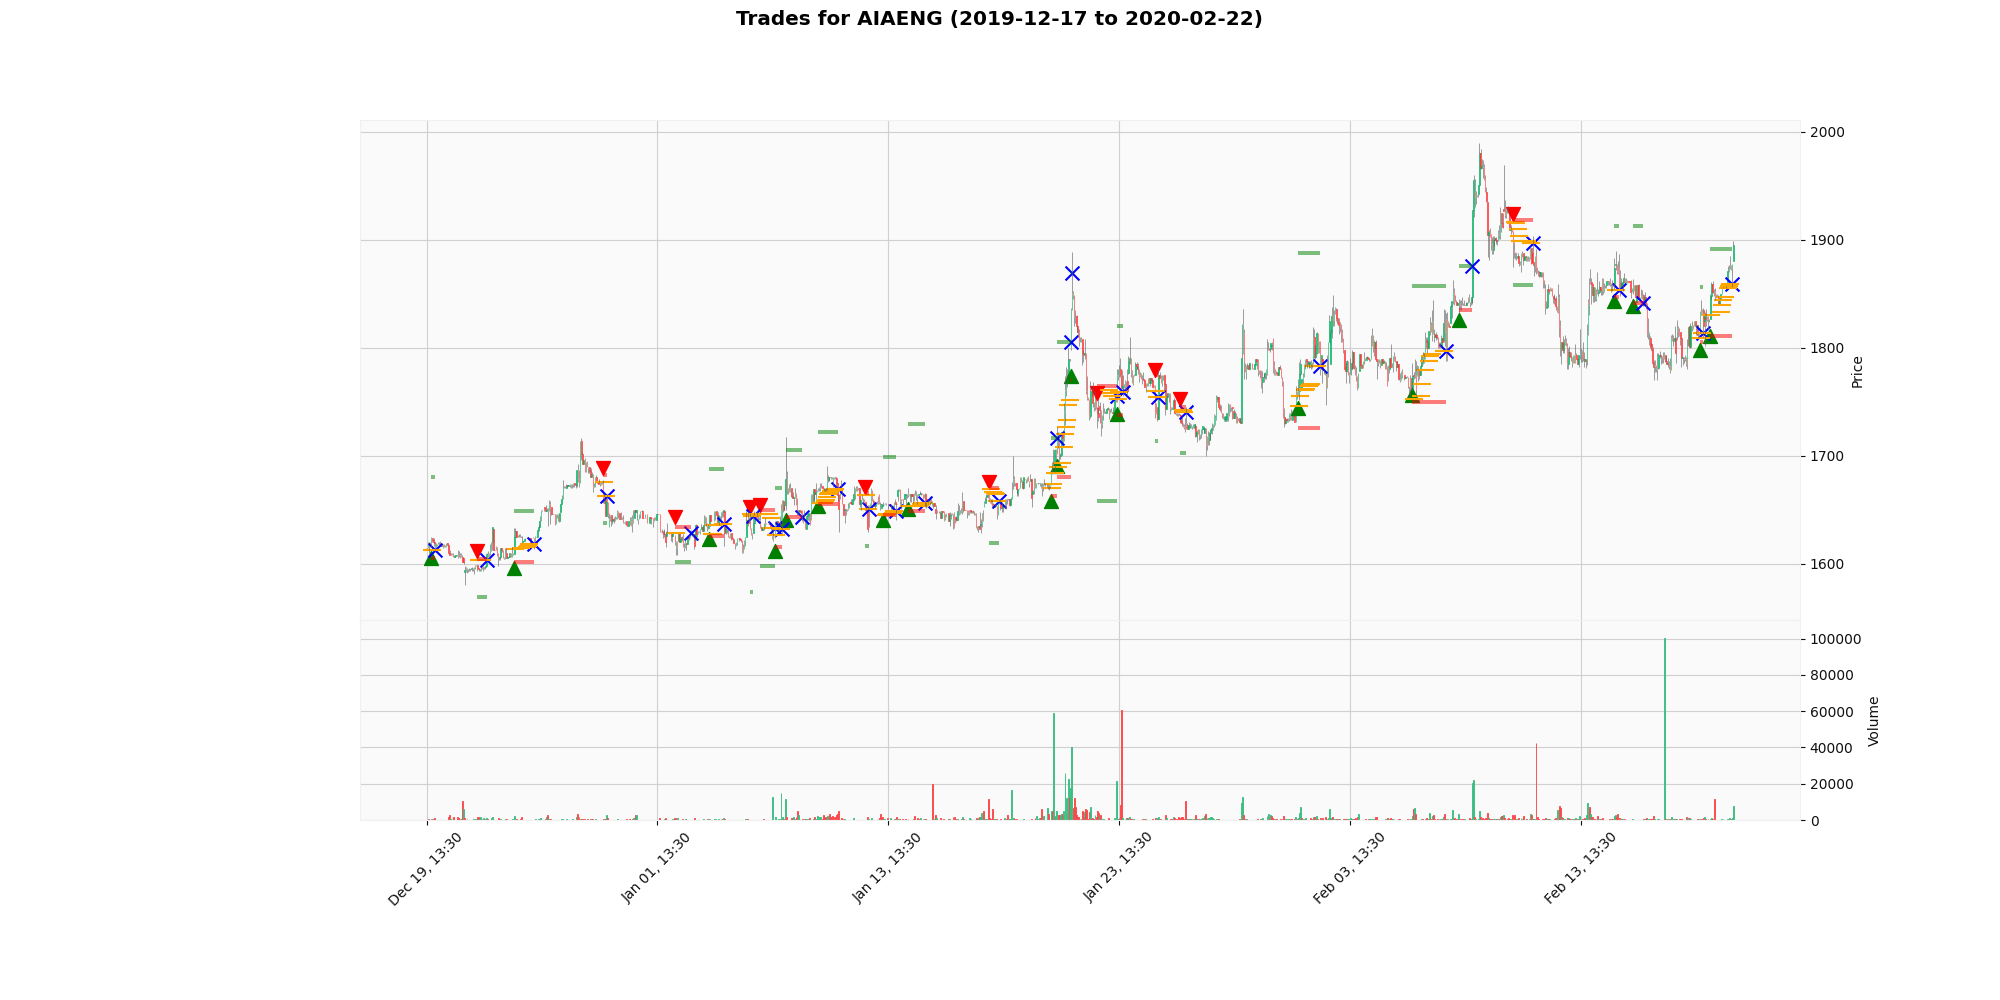 Trades for AIAENG (2019-12-17 to 2020-02-22)
2000
1900
1800
1700
1600
Price
100000
80000
60000
40000
20000
0
Volume
Dec 19, 13:30
Jan 01, 13:30
Jan 13, 13:30
Jan 23, 13:30
Feb 03, 13:30
Feb 13, 13:30